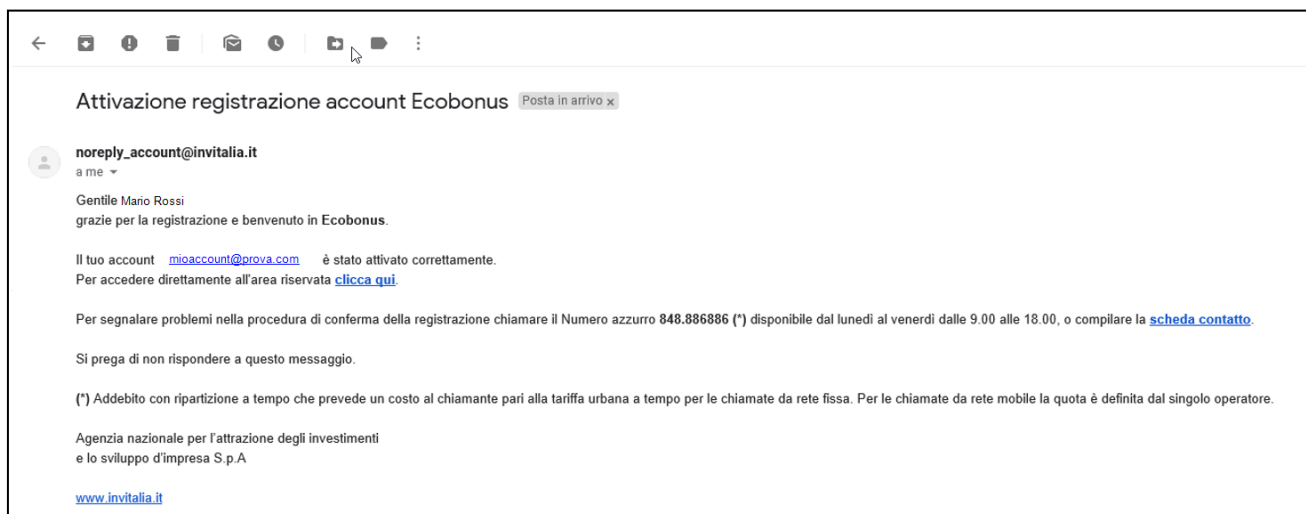 Attivazione registrazione account Ecobonus Posta in arrivo x
noreply_account@invitalia.it
a me
Gentile Mario Rossi
grazie per la registrazione e benvenuto in Ecobonus.
Il tuo account mioaccount@prova.com è stato attivato correttamente.
Per accedere direttamente all'area riservata clicca qui.
Per segnalare problemi nella procedura di conferma della registrazione chiamare il Numero azzurro 848.886886 (*) disponibile dal lunedì al venerdì dalle 9.00 alle 18.00, o compilare la scheda contatto.
Si prega di non rispondere a questo messaggio.
(*) Addebito con ripartizione a tempo che prevede un costo al chiamante pari alla tariffa urbana a tempo per le chiamate da rete fissa. Per le chiamate da rete mobile la quota è definita dal singolo operatore.
Agenzia nazionale per l'attrazione degli investimenti
e lo sviluppo d'impresa S.p.A
www.invitalia.it